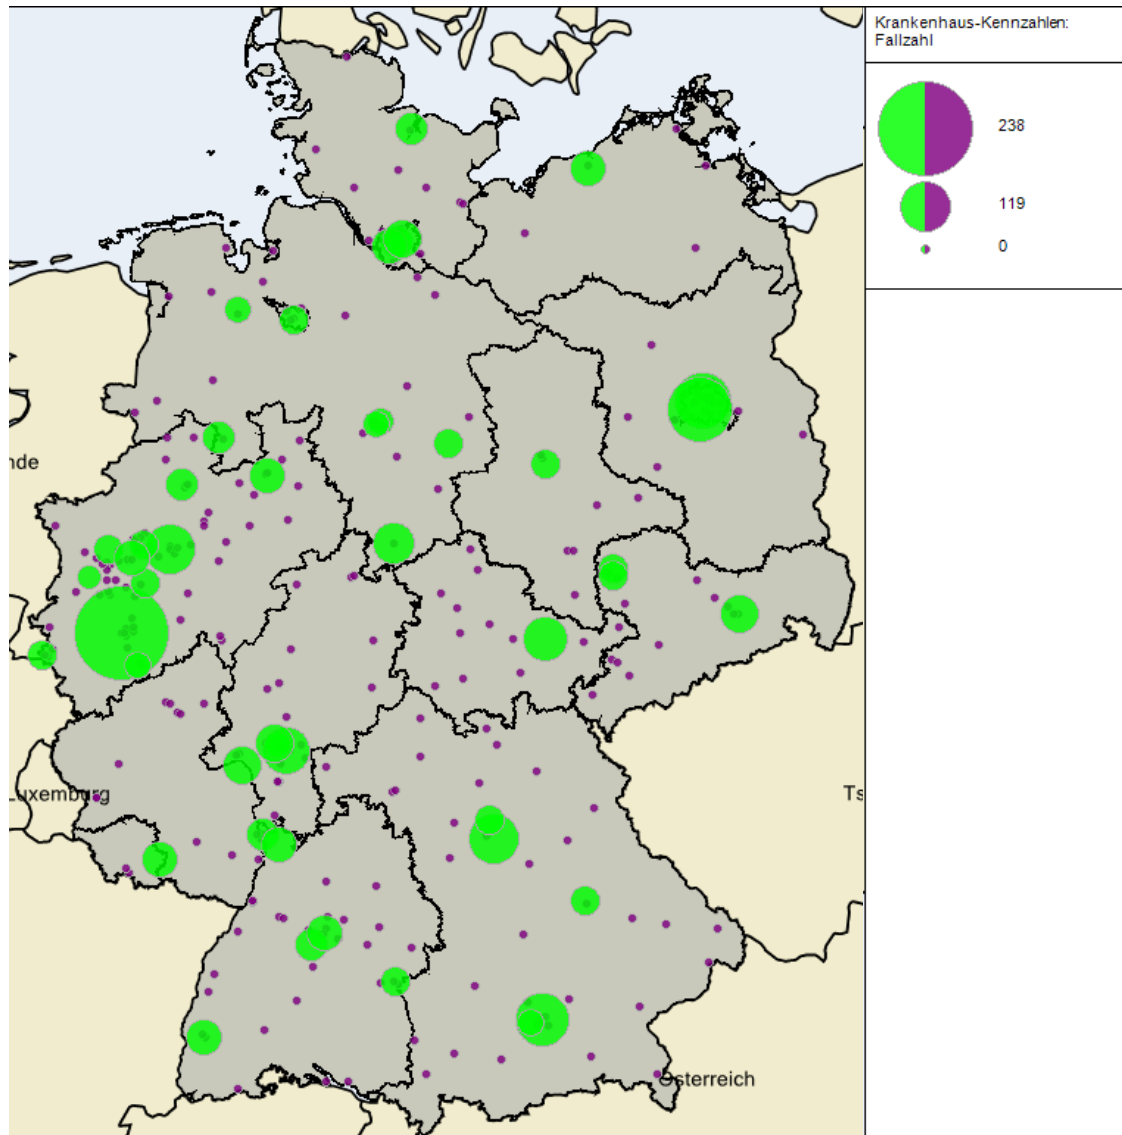 Krankenhaus-Kennzahlen:
Fallzahl
238
119
0
nde
Luxemburg
Ts
Österreich